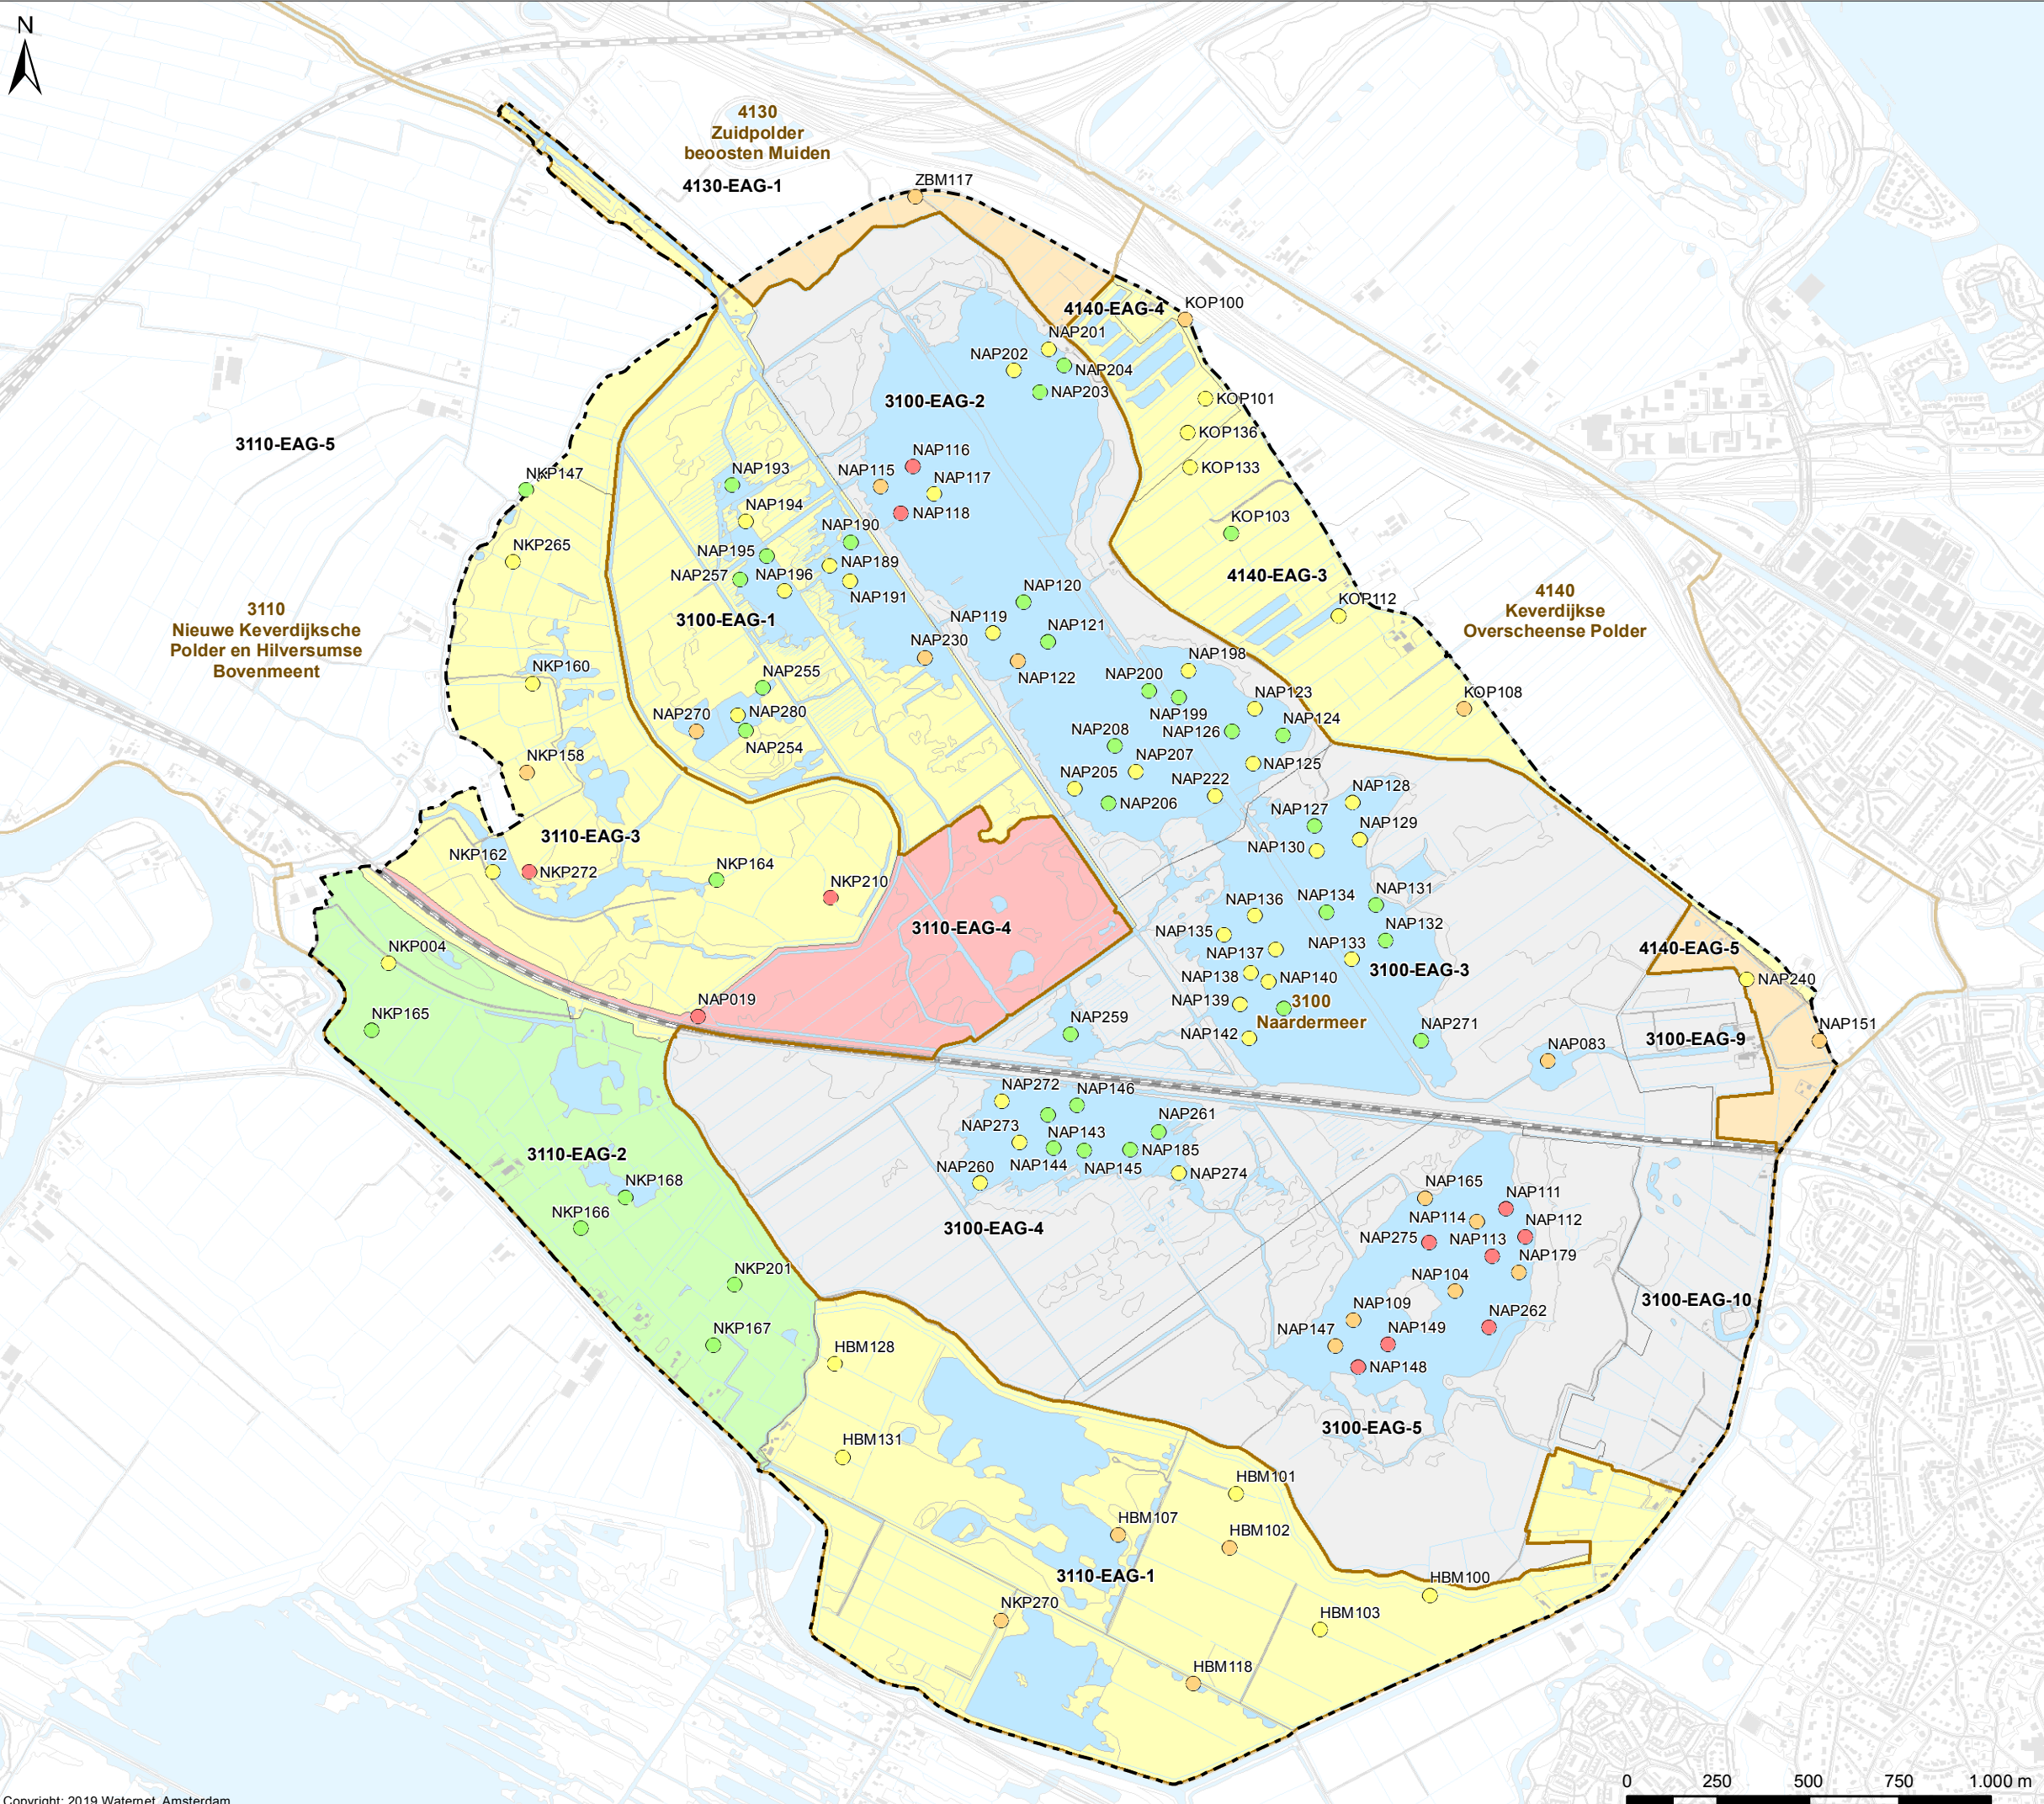 N
4130
Zuidpolder
beoosten Muiden
4130-EAG-1
ZBM117
4140-EAG-4
KOP100
NAP201
NAP202
NAP204
NAP203
3100-EAG-2
KOP101
KOP136
3110-EAG-5
NAP116
KOP133
NKP147
NAP193
NAP115
NAP117
NAP194
NAP118
KOP103
NAP190
NKP265
NAP195
NAP189
NAP257
NAP196
4140-EAG-3
NAP191
NAP120
KOP112
4140
Keverdijkse
Overscheense Polder
3110
Nieuwe Keverdijksche
Polder en Hilversumse
Bovenmeent
3100-EAG-1
NAP119
NAP121
NAP230
NKP160
NAP255
NAP198
NAP122
NAP200
NAP123
KOP108
NAP270
NAP280
NAP199
NAP124
NAP208
NAP126
NAP254
NKP158
NAP207
NAP125
NAP205
NAP222
NAP128
NAP206
NAP127
3110-EAG-3
NAP129
NAP130
NKP162
NKP272
NKP164
NKP210
NAP136
NAP134
NAP131
3110-EAG-4
NAP135
NAP132
NKP004
NAP137
NAP133
4140-EAG-5
3100-EAG-3
NAP138
NAP140
NAP240
NAP019
NAP139
3100
Naardermeer
NKP165
NAP259
NAP142
NAP271
NAP151
3100-EAG-9
NAP083
NAP272
NAP146
NAP261
NAP273
NAP143
3110-EAG-2
NAP144
NAP145
NAP185
NAP260
NAP274
NKP168
NAP165
NAP111
NKP166
NAP114
NAP112
3100-EAG-4
NAP275
NAP113
NAP179
NKP201
NAP104
3100-EAG-10
NAP109
NAP262
NKP167
NAP147
NAP149
HBM128
NAP148
3100-EAG-5
HBM131
HBM101
HBM107
HBM102
3110-EAG-1
HBM100
NKP270
HBM103
HBM118
0 250 500 750 1.000 m
Copyright: 2019 Waternet, Amsterdam